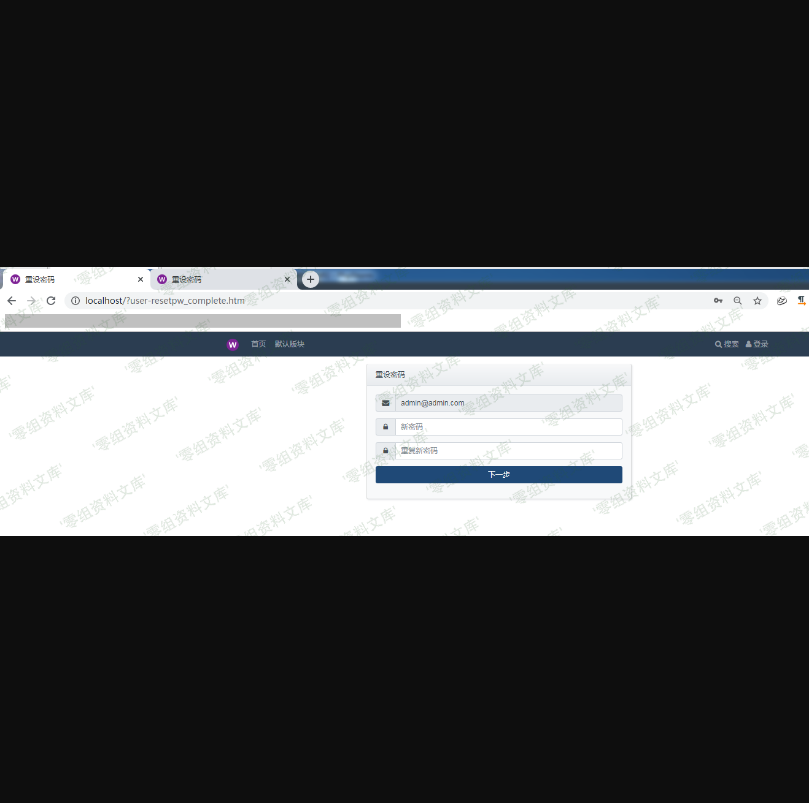 重设密码
重设密码
localhost/?user-resetpw_complete.htm
W 首页 默认版块 搜索 登录
重设密码
admin@admin.com
新密码
重复新密码
下一步
'零组资料文库'